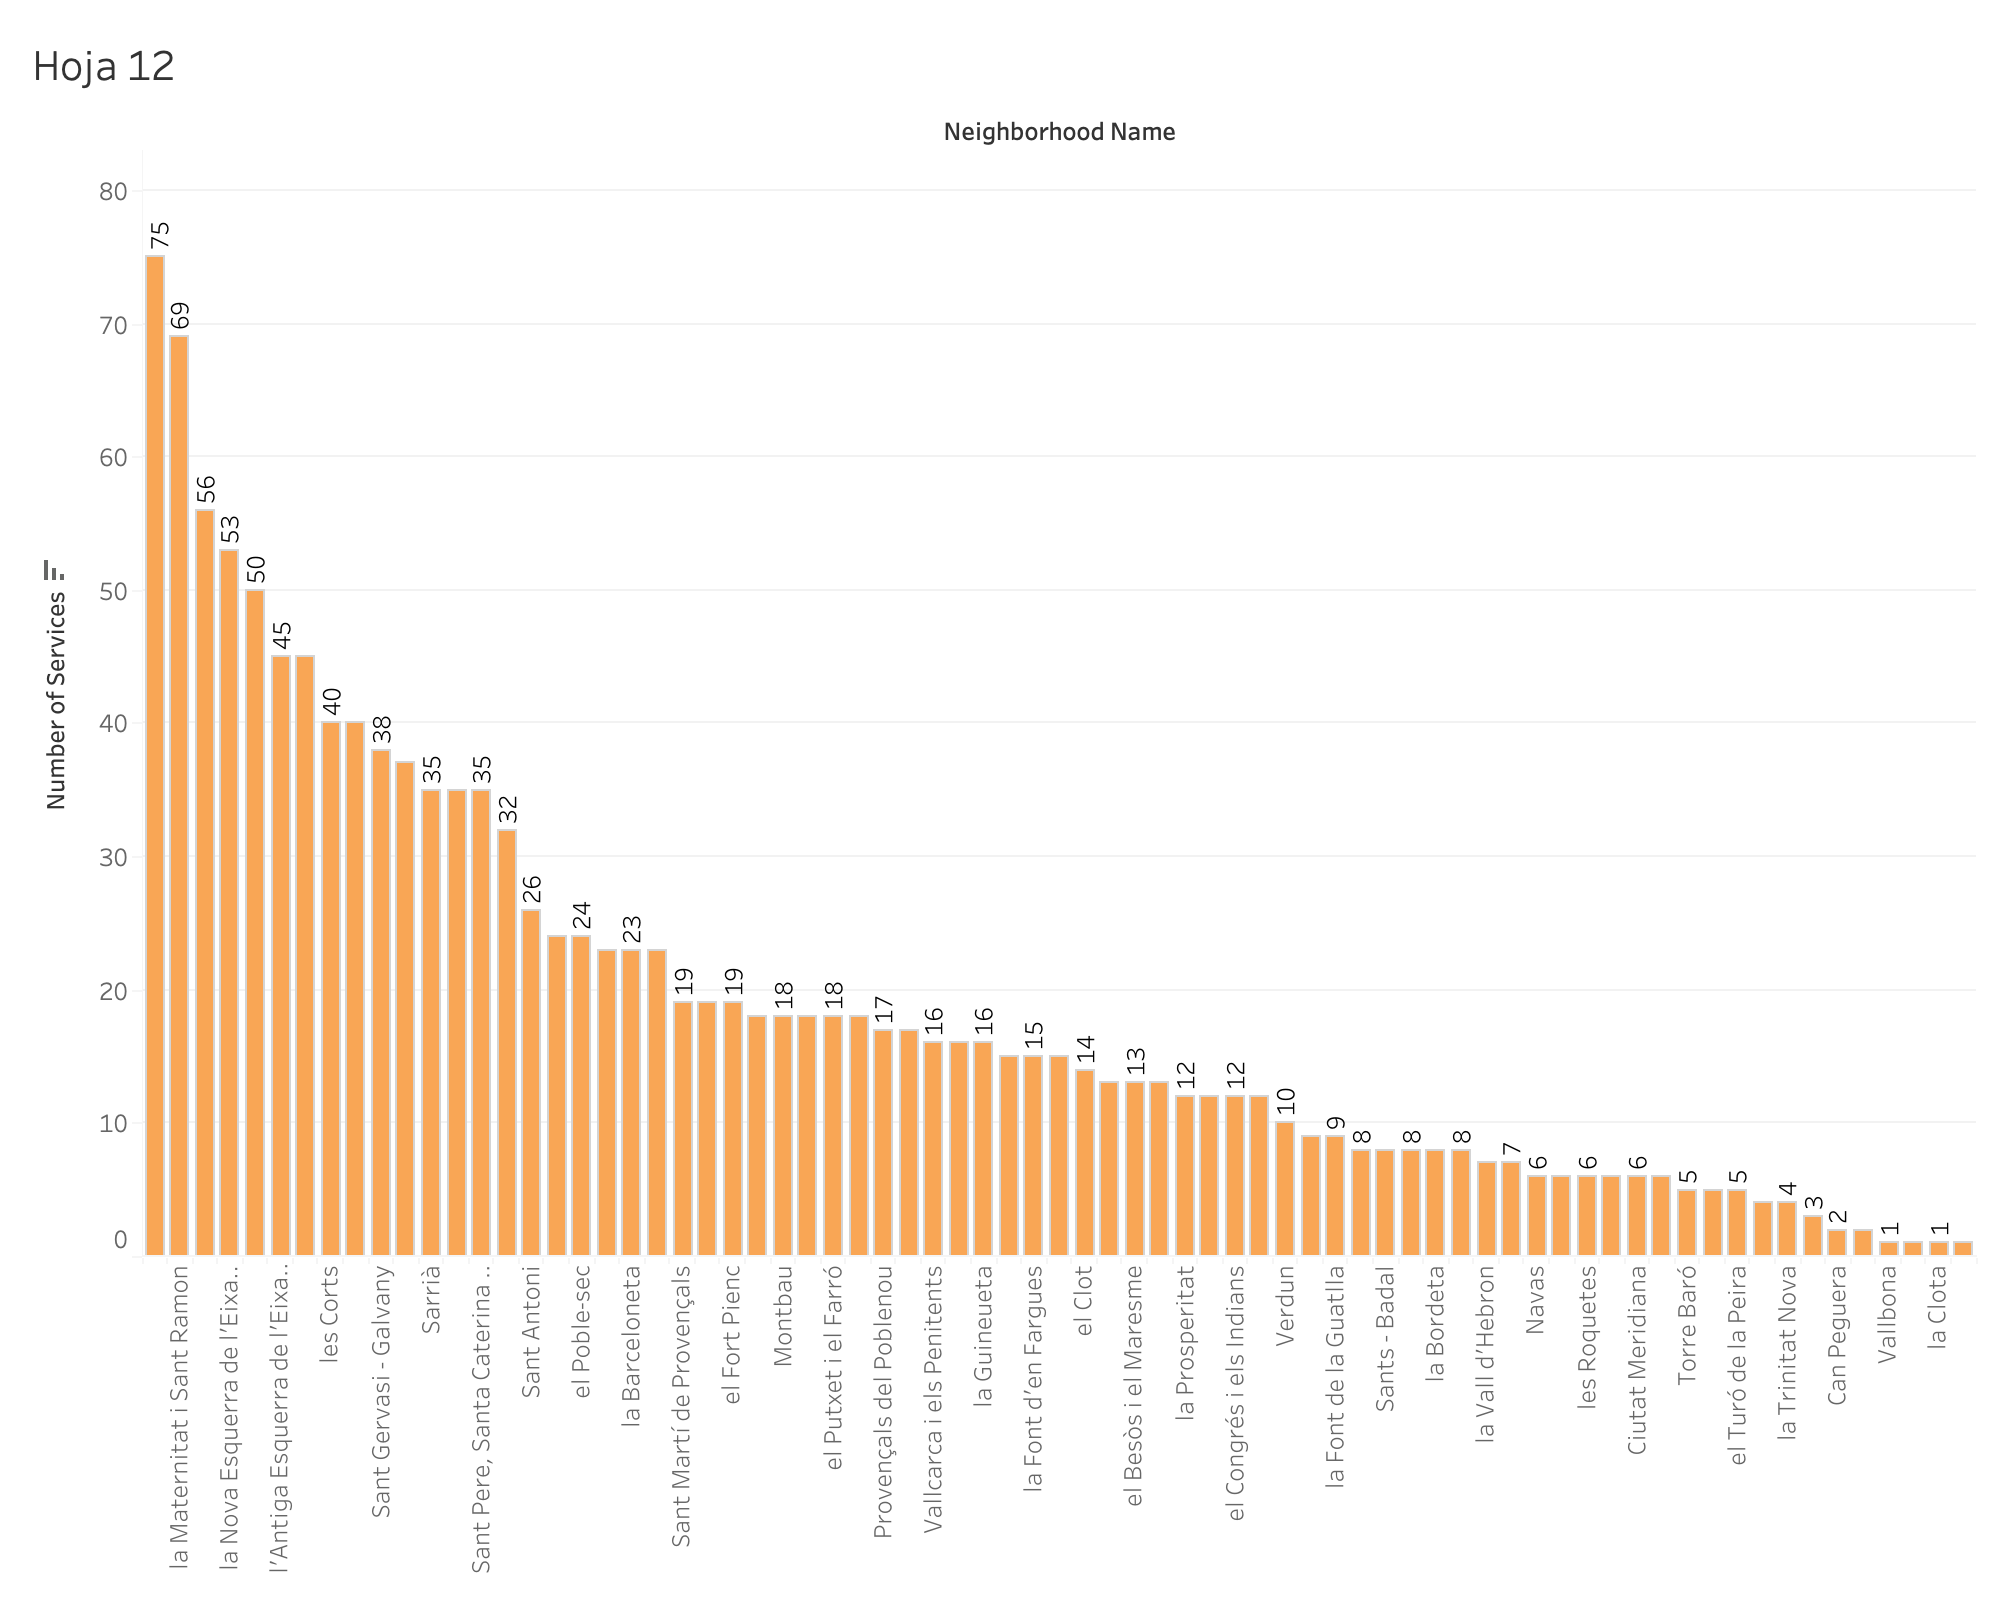 Hoja 12
Neighborhood Name
Number of Services
80
70
60
50
40
30
20
10
0
75
69
56
53
50
45
40
38
35
35
32
26
24
23
19
19
18
18
17
16
16
15
14
13
12
12
10
9
8
8
8
7
6
6
6
5
5
4
3
2
1
1
la Maternitat i Sant Ramon
la Nova Esquerra de l'Eixa..
l'Antiga Esquerra de l'Eixa..
les Corts
Sant Gervasi - Galvany
Sarrià
Sant Pere, Santa Caterina ..
Sant Antoni
el Poble-sec
la Barceloneta
Sant Martí de Provençals
el Fort Pienc
Montbau
el Putxet i el Farró
Provençals del Poblenou
Vallcarca i els Penitents
la Guineueta
la Font d'en Fargues
el Clot
el Besòs i el Maresme
la Prosperitat
el Congrés i els Indians
Verdun
la Font de la Guatlla
Sants - Badal
la Bordeta
la Vall d'Hebron
Navas
les Roquetes
Ciutat Meridiana
Torre Baró
el Turó de la Peira
la Trinitat Nova
Can Peguera
Vallbona
la Clota